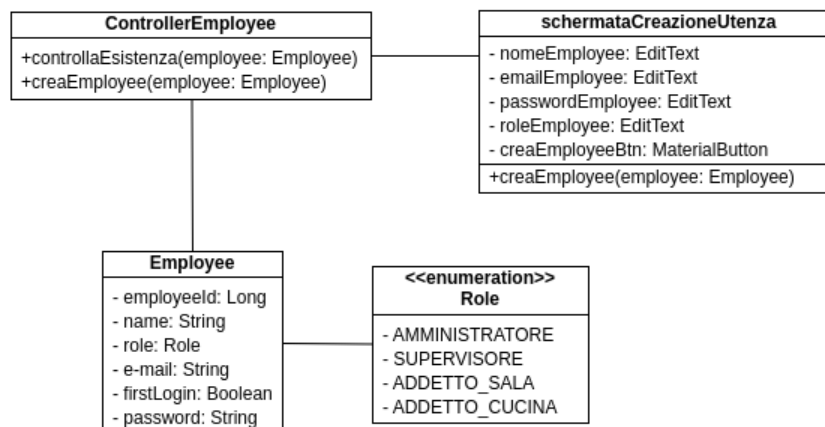 ControllerEmployee
+controllaEsistenza(employee: Employee)
+creaEmployee(employee: Employee)
schermataCreazioneUtenza
- nomeEmployee: EditText
- emailEmployee: EditText
- passwordEmployee: EditText
- roleEmployee: EditText
- creaEmployeeBtn: MaterialButton
+creaEmployee(employee: Employee)
Employee
- employeeId: Long
- name: String
- role: Role
- e-mail: String
- firstLogin: Boolean
- password: String
<<enumeration>>
Role
- AMMINISTRATORE
- SUPERVISORE
- ADDETTO_SALA
- ADDETTO_CUCINA